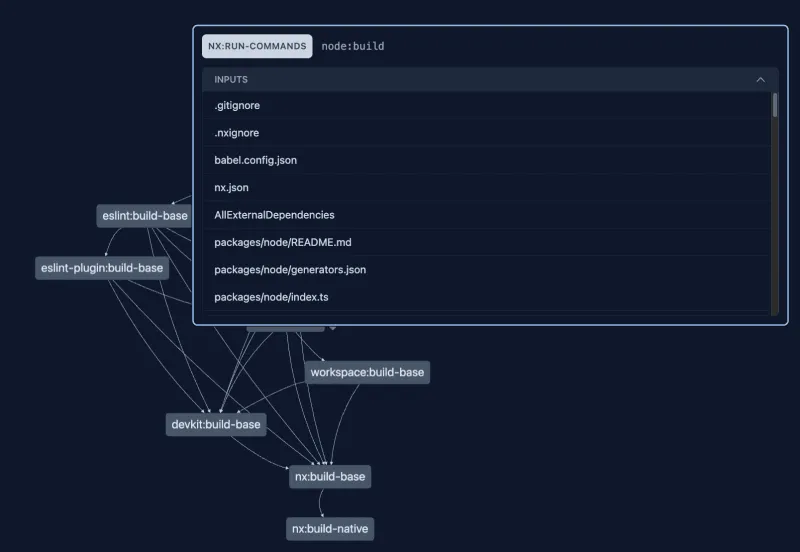 NX:RUN-COMMANDS node:build
INPUTS
.gitignore
.nxignore
babel.config.json
nx.json
AllExternalDependencies
packages/node/README.md
packages/node/generators.json
packages/node/index.ts
eslint:build-base
eslint-plugin:build-base
workspace:build-base
devkit:build-base
nx:build-base
nx:build-native